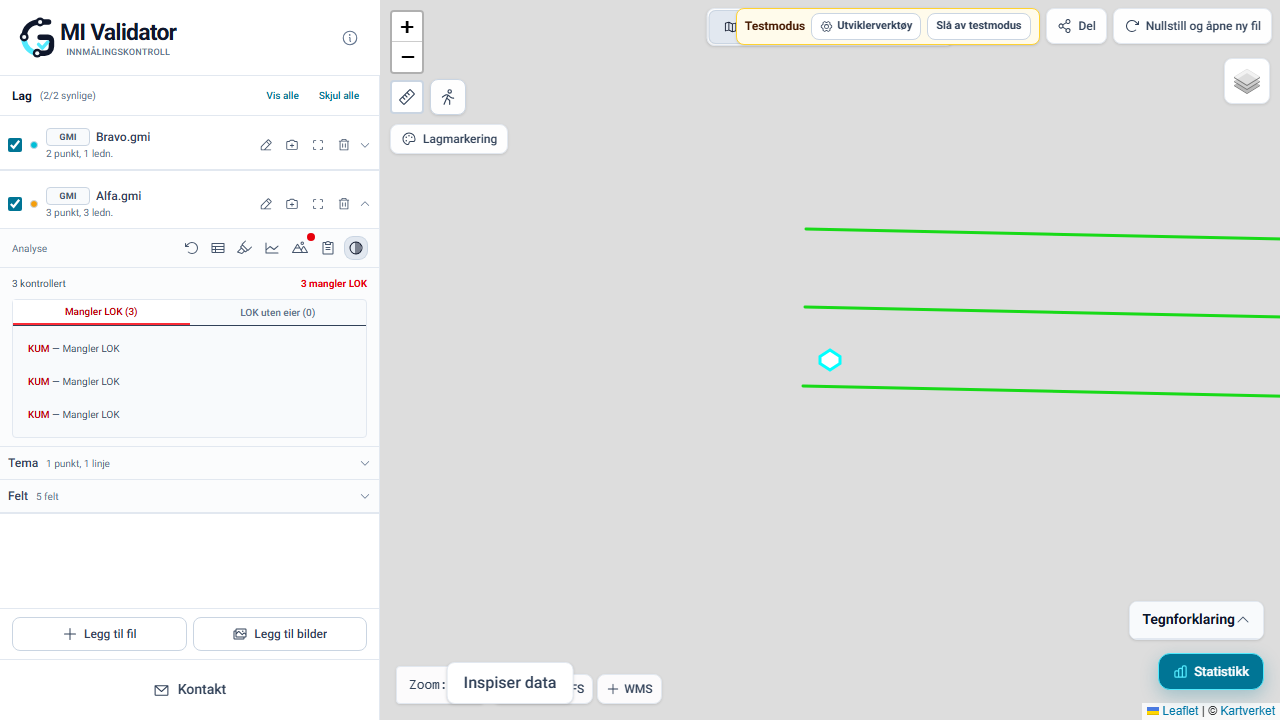 MI Validator
INNMÅLINGSKONTROLL
Lag (2/2 synlige) Vis alle Skjul alle
GMI Bravo.gmi
2 punkt, 1 ledn.
GMI Alfa.gmi
3 punkt, 3 ledn.
Analyse
3 kontrollert 3 mangler LOK
Mangler LOK (3) LOK uten eier (0)
KUM — Mangler LOK
KUM — Mangler LOK
KUM — Mangler LOK
Tema 1 punkt, 1 linje
Felt 5 felt
Legg til fil Legg til bilder
Kontakt
+
−
Testmodus Utviklerverktøy Slå av testmodus Del Nullstill og åpne ny fil
Lagmarkering
Tegnforklaring
Statistikk
Zoom: Inspiser data FS + WMS
Leaflet | © Kartverket